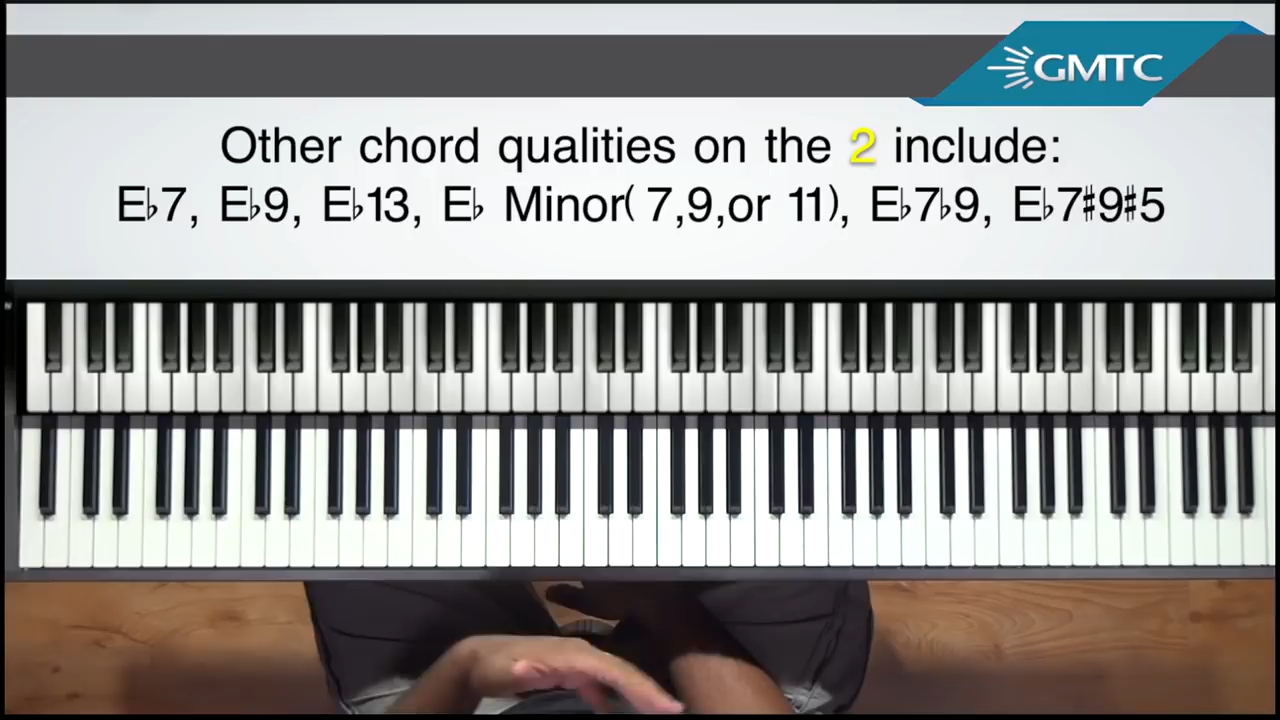 GMTC
Other chord qualities on the 2 include:
E♭7, E♭9, E♭13, E♭ Minor( 7,9,or 11), E♭7♭9, E♭7♯9♯5